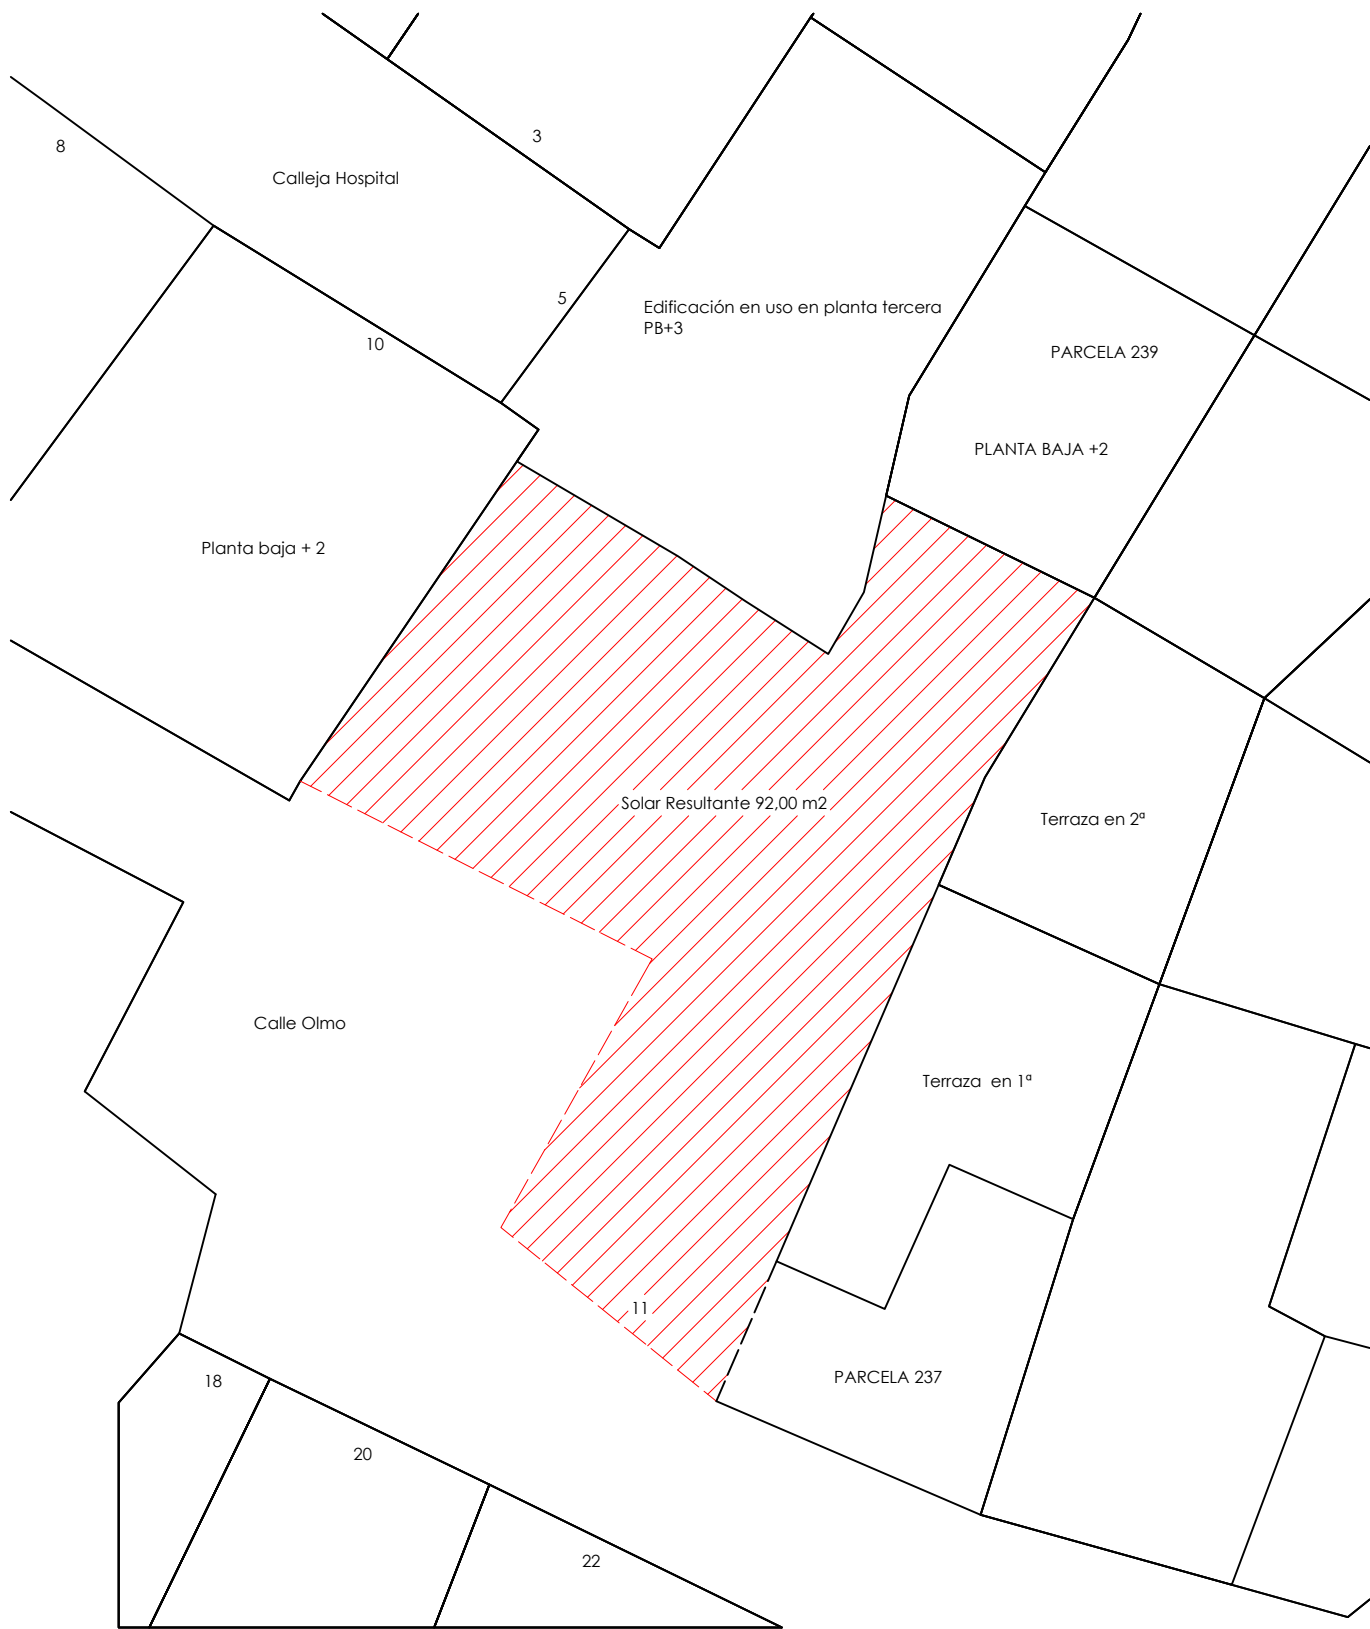 3
8
Calleja Hospital
5
Edificación en uso en planta tercera
PB+3
10
PARCELA 239
PLANTA BAJA +2
Planta baja + 2
Solar Resultante 92,00 m2
Terraza en 2ª
Calle Olmo
Terraza en 1ª
11
PARCELA 237
18
20
22